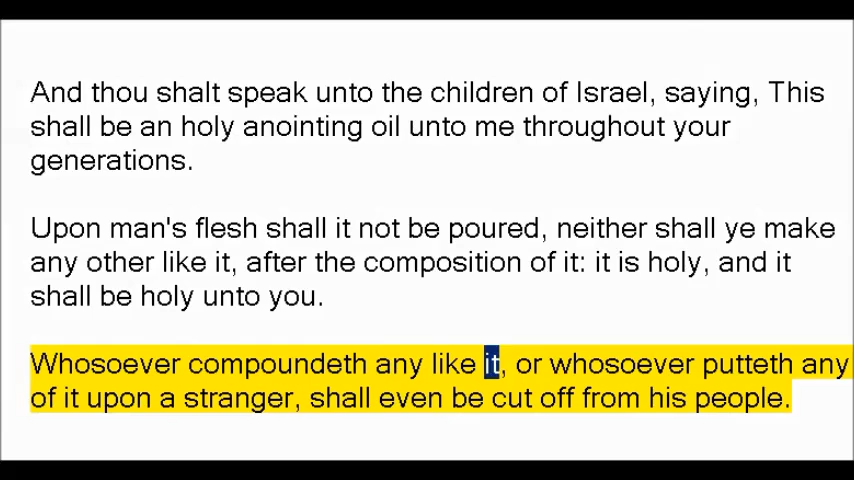 And thou shalt speak unto the children of Israel, saying, This
shall be an holy anointing oil unto me throughout your
generations.
Upon man's flesh shall it not be poured, neither shall ye make
any other like it, after the composition of it: it is holy, and it
shall be holy unto you.
Whosoever compoundeth any like it, or whosoever putteth any
of it upon a stranger, shall even be cut off from his people.